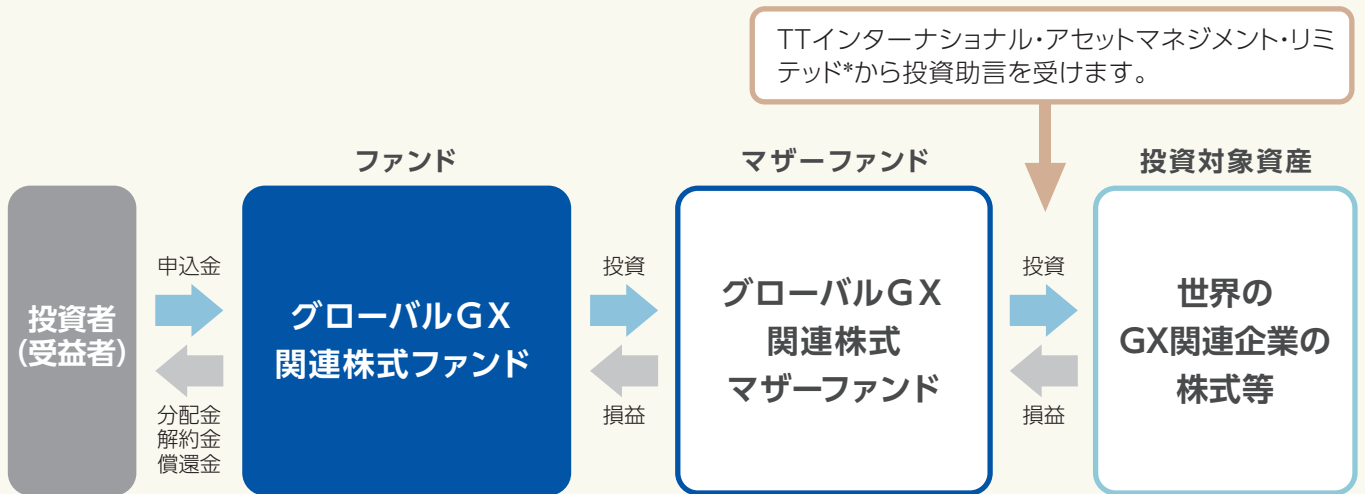 TTインターナショナル・アセットマネジメント・リミ
テッド*から投資助言を受けます。
ファンド
マザーファンド
投資対象資産
投資者
(受益者)
申込金
分配金
解約金
償還金
グローバルGX
関連株式ファンド
投資
損益
グローバルGX
関連株式
マザーファンド
投資
損益
世界の
GX関連企業の
株式等